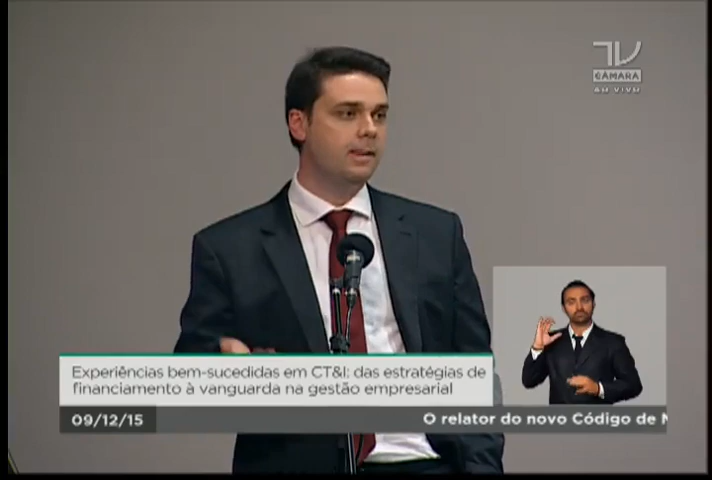 TV
CÂMARA
AO VIVO
Experiências bem-sucedidas em CT&I: das estratégias de
financiamento à vanguarda na gestão empresarial
09/12/15
O relator do novo Código de